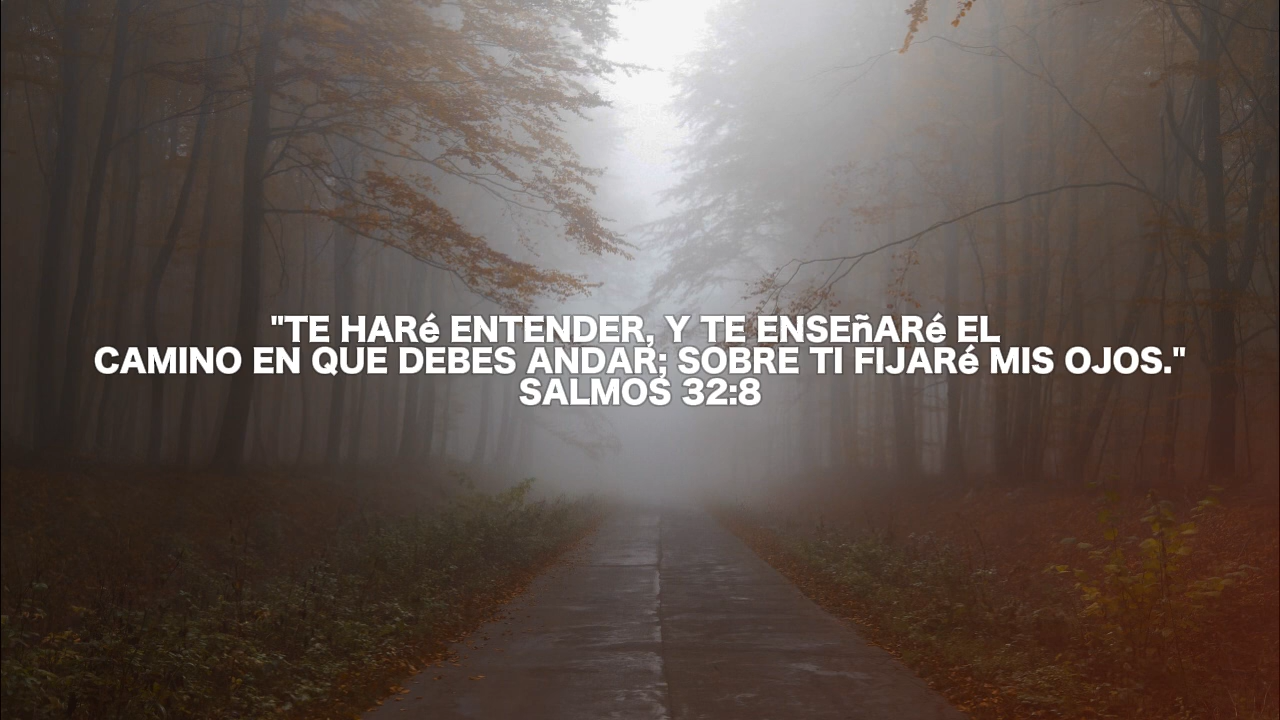 "TE HARé ENTENDER, Y TE ENSEñARé EL
CAMINO EN QUE DEBES ANDAR; SOBRE TI FIJARé MIS OJOS."
SALMOS 32:8